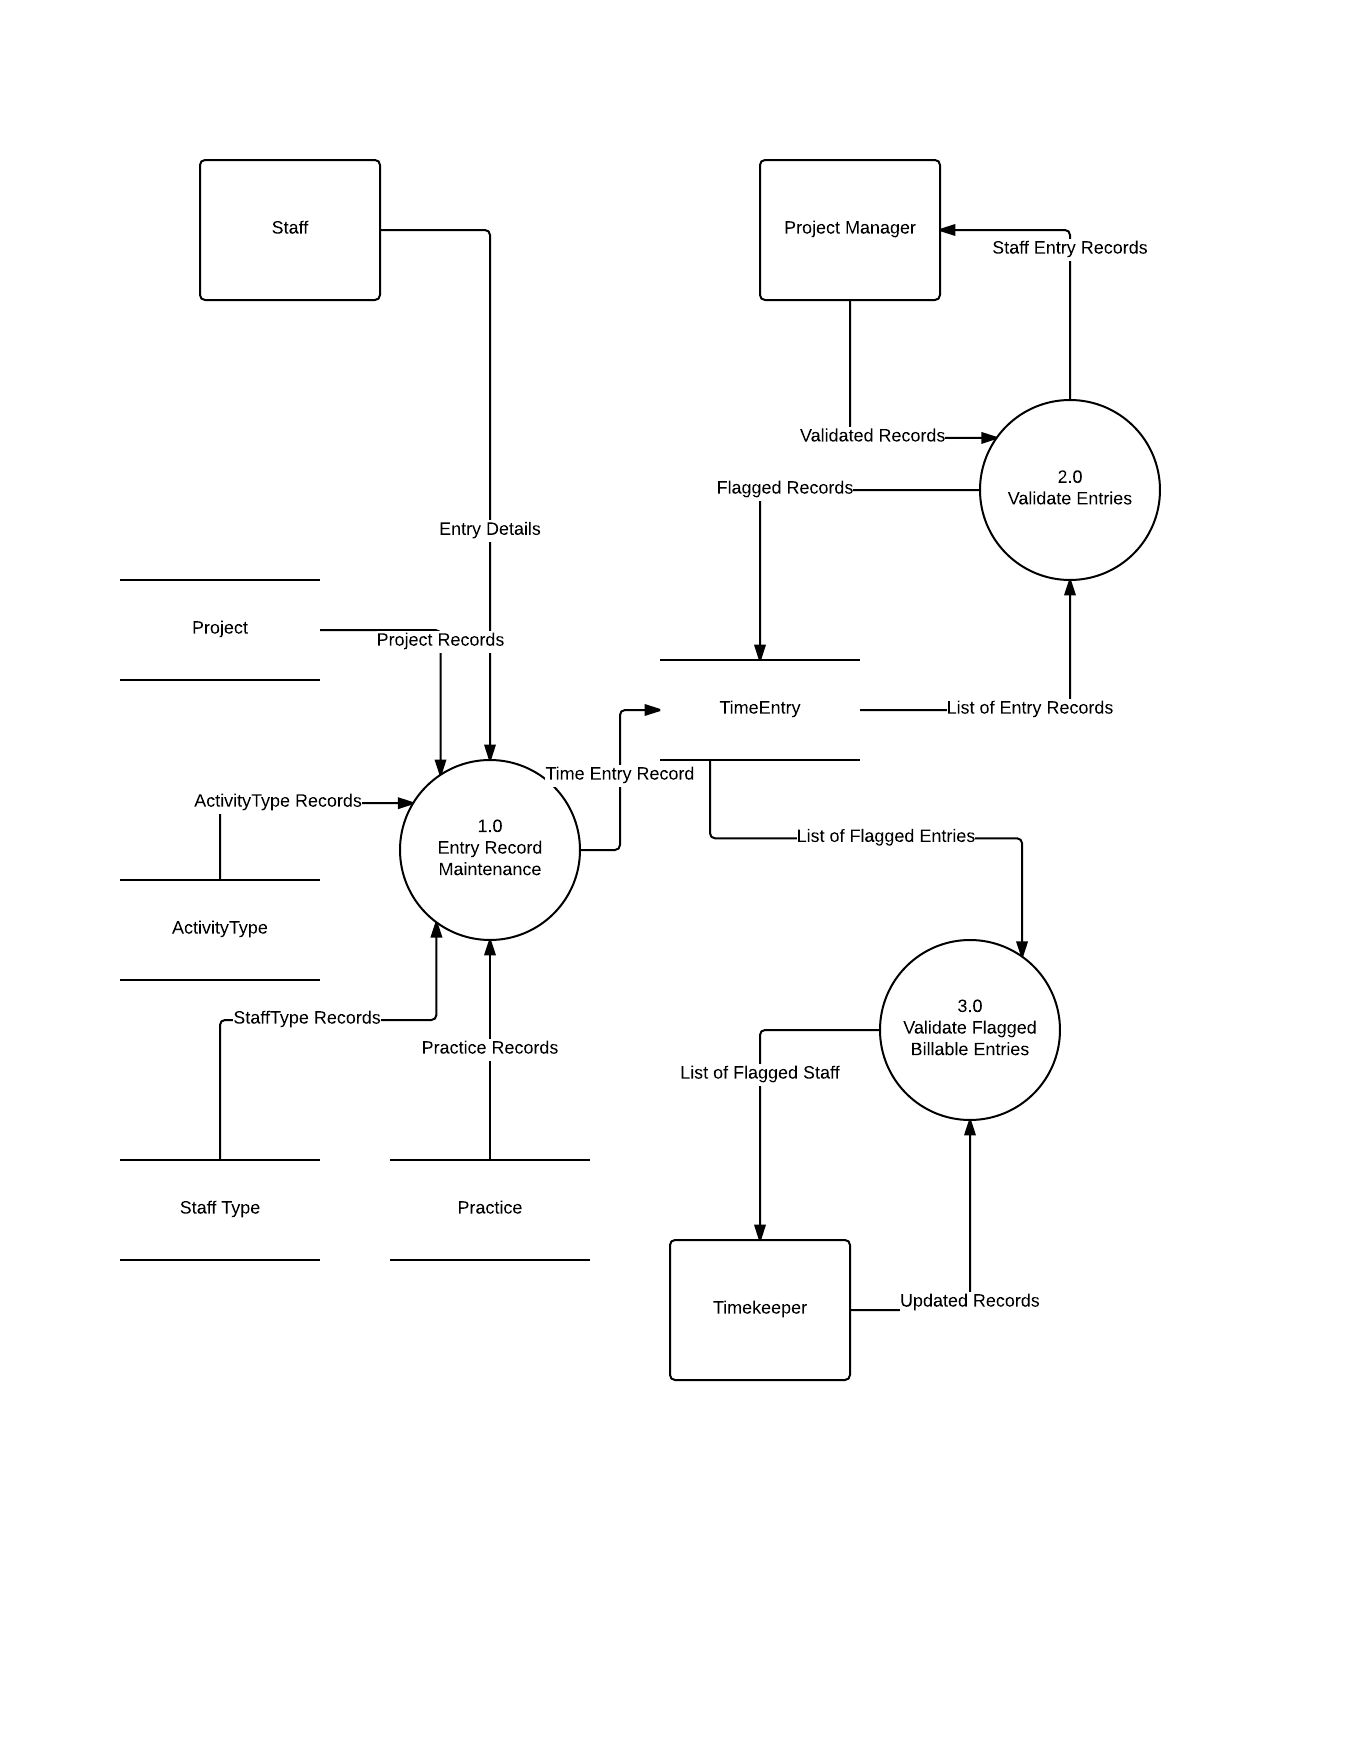 Staff
Project Manager
Staff Entry Records
Validated Records
2.0
Validate Entries
Flagged Records
Entry Details
Project
Project Records
TimeEntry
List of Entry Records
Time Entry Record
ActivityType Records
1.0
Entry Record
Maintenance
List of Flagged Entries
ActivityType
StaffType Records
Practice Records
3.0
Validate Flagged
Billable Entries
List of Flagged Staff
Staff Type
Practice
Timekeeper
Updated Records